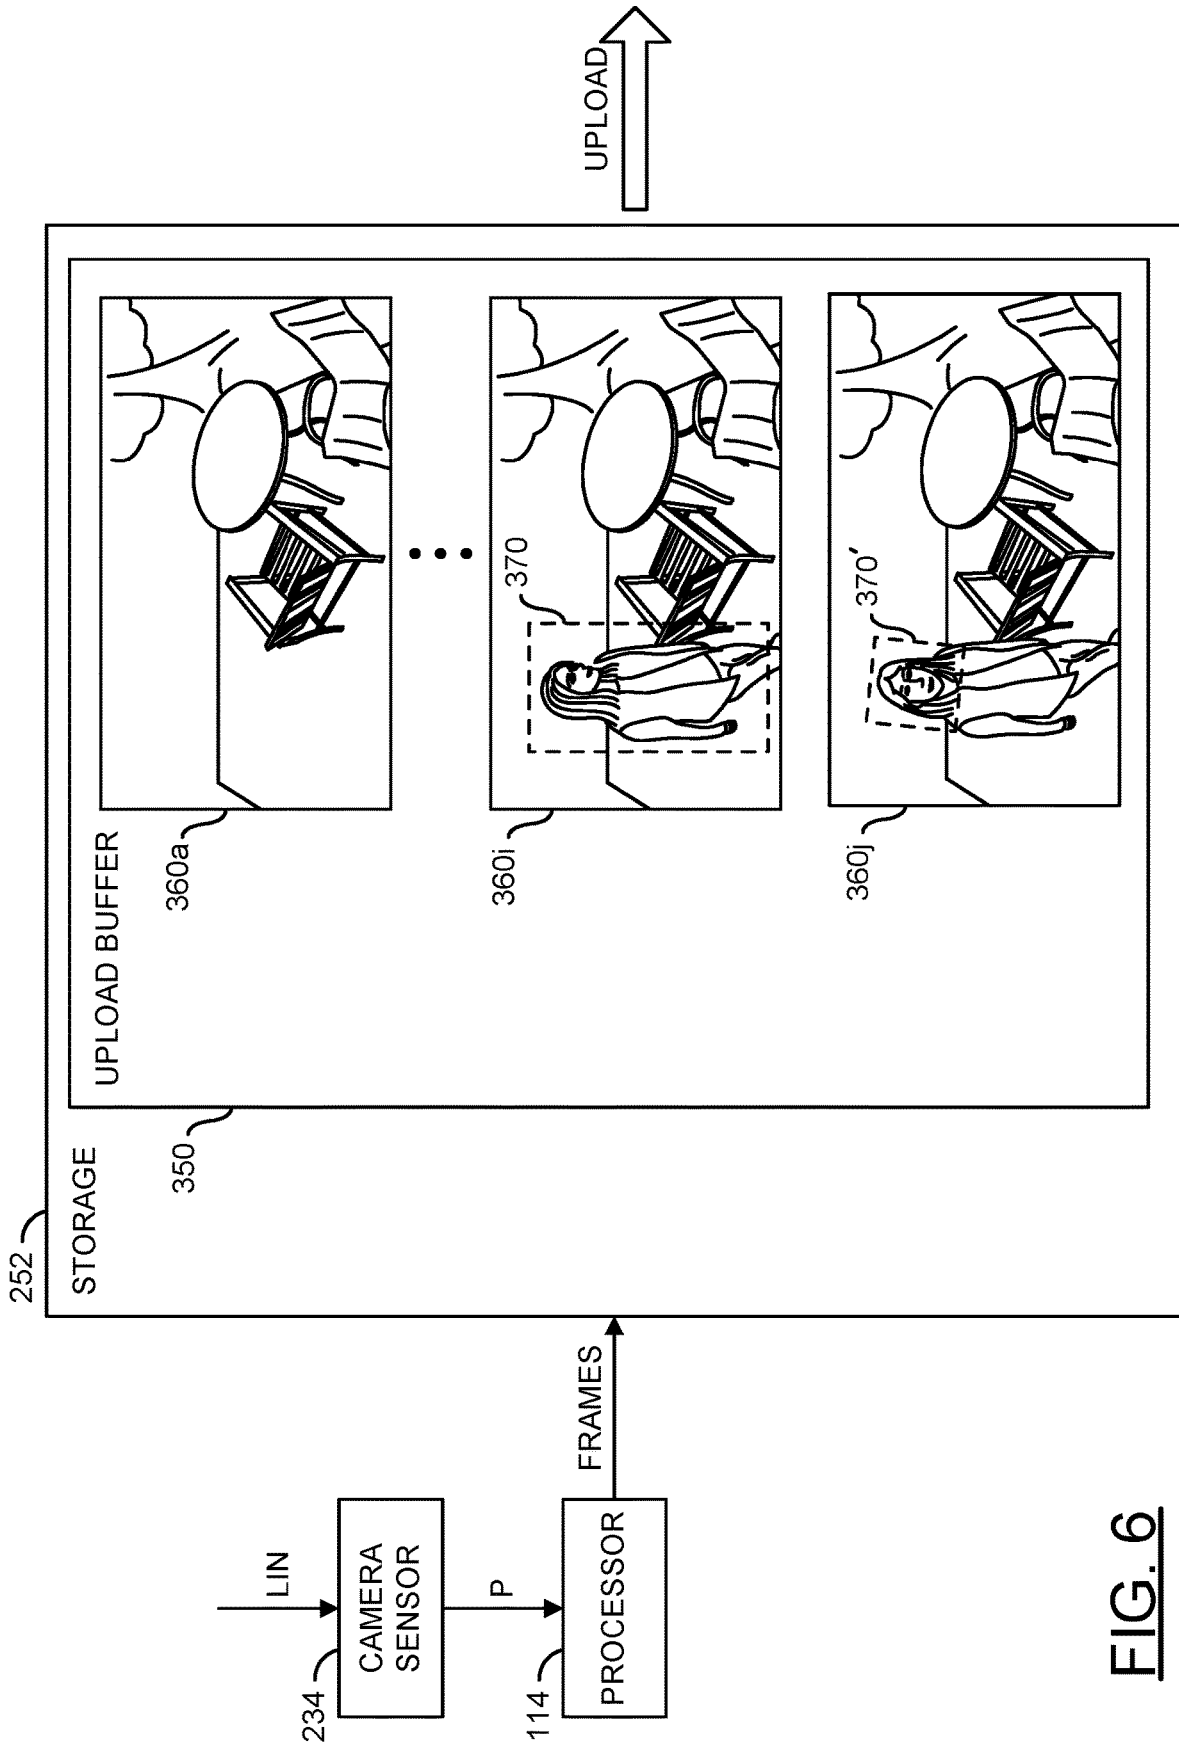 252
STORAGE
350
UPLOAD BUFFER
360a
360i
370
360j
370'
UPLOAD
LIN
234
CAMERA
SENSOR
P
114
PROCESSOR
FRAMES
FIG. 6